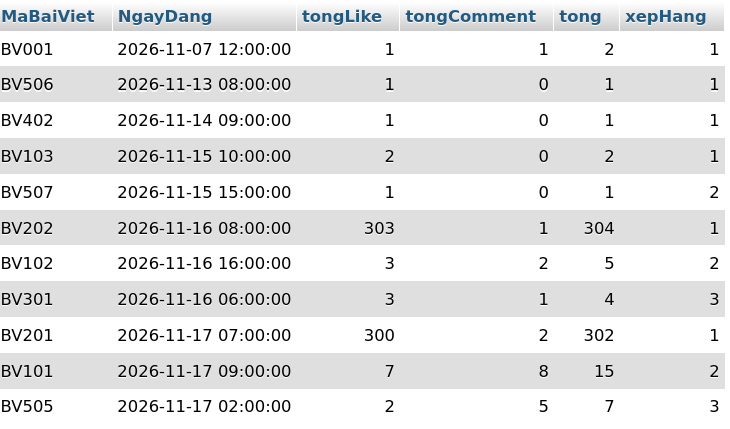 MaBaiViet NgayDang tongLike tongComment tong xepHang
BV001 2026-11-07 12:00:00 1 1 2 1
BV506 2026-11-13 08:00:00 1 0 1 1
BV402 2026-11-14 09:00:00 1 0 1 1
BV103 2026-11-15 10:00:00 2 0 2 1
BV507 2026-11-15 15:00:00 1 0 1 2
BV202 2026-11-16 08:00:00 303 1 304 1
BV102 2026-11-16 16:00:00 3 2 5 2
BV301 2026-11-16 06:00:00 3 1 4 3
BV201 2026-11-17 07:00:00 300 2 302 1
BV101 2026-11-17 09:00:00 7 8 15 2
BV505 2026-11-17 02:00:00 2 5 7 3